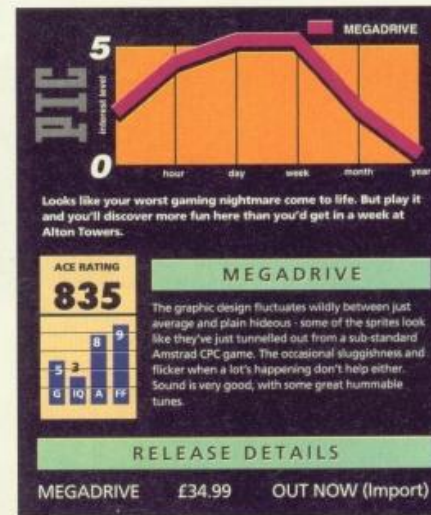 MEGADRIVE
5
PIC
interest level
0
hour day week month year
Looks like your worst gaming nightmare come to life. But play it
and you'll discover more fun here than you'd get in a week at
Alton Towers.
ACE RATING
835
5 3 8 9
G IQ A FF
MEGADRIVE
The graphic design fluctuates wildly between just
average and plain hideous - some of the sprites look
like they've just tunnelled out from a sub-standard
Amstrad CPC game. The occasional sluggishness and
flicker when a lot's happening don't help either.
Sound is very good, with some great hummable
tunes.
RELEASE DETAILS
MEGADRIVE £34.99 OUT NOW (Import)